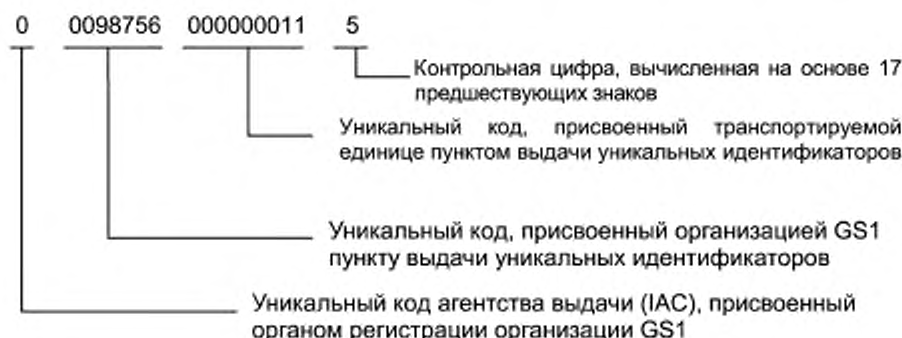 0 0098756 000000011 5
Контрольная цифра, вычисленная на основе 17
предшествующих знаков
Уникальный код, присвоенный транспортируемой
единице пунктом выдачи уникальных идентификаторов
Уникальный код, присвоенный организацией GS1
пункту выдачи уникальных идентификаторов
Уникальный код агентства выдачи (IAC), присвоенный
органом регистрации организации GS1